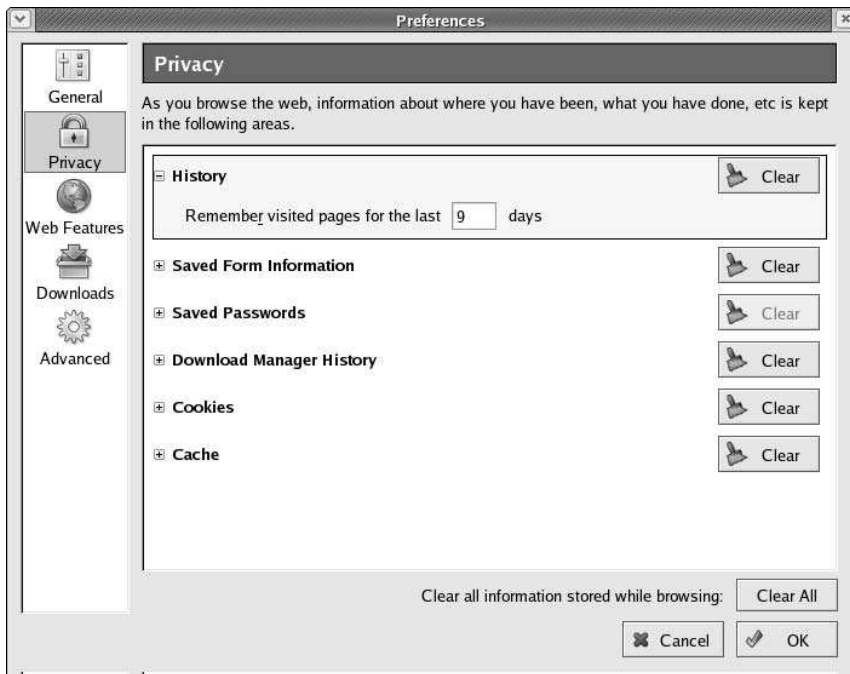 Preferences
General
Privacy
Web Features
Downloads
Advanced
Privacy
As you browse the web, information about where you have been, what you have done, etc is kept
in the following areas.
History Clear
Remember visited pages for the last 9 days
Saved Form Information Clear
Saved Passwords Clear
Download Manager History Clear
Cookies Clear
Cache Clear
Clear all information stored while browsing: Clear All
Cancel OK